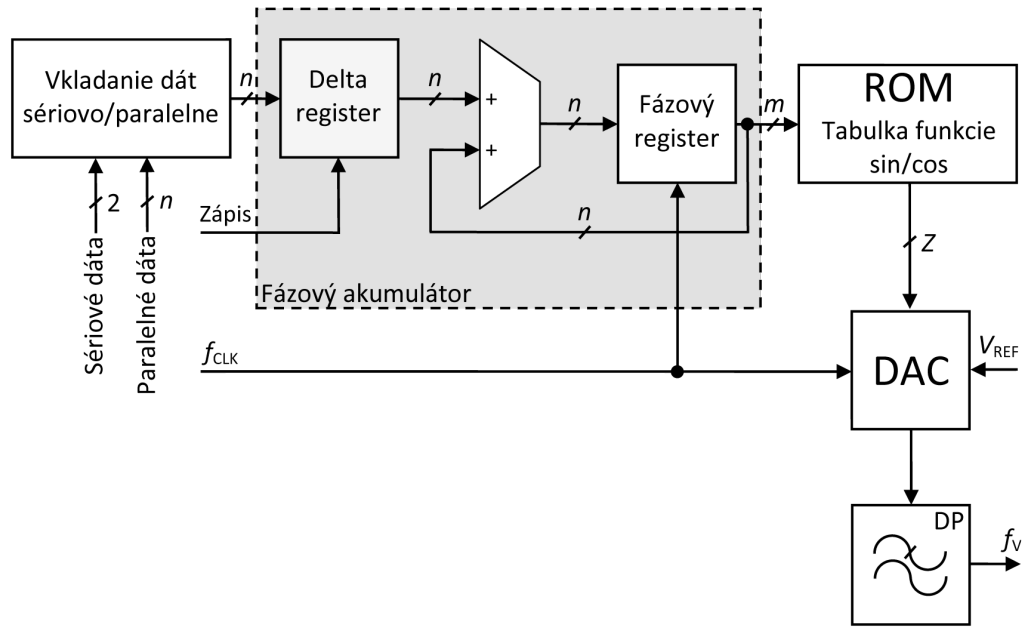 Vkladanie dát
sériovo/paralelne
n
Delta
register
n
+
+
n
Fázový
register
m
ROM
Tabulka funkcie
sin/cos
2
n
Zápis
n
Z
Sériové dáta
Paralelné dáta
Fázový akumulátor
fCLK
DAC
VREF
DP
fV